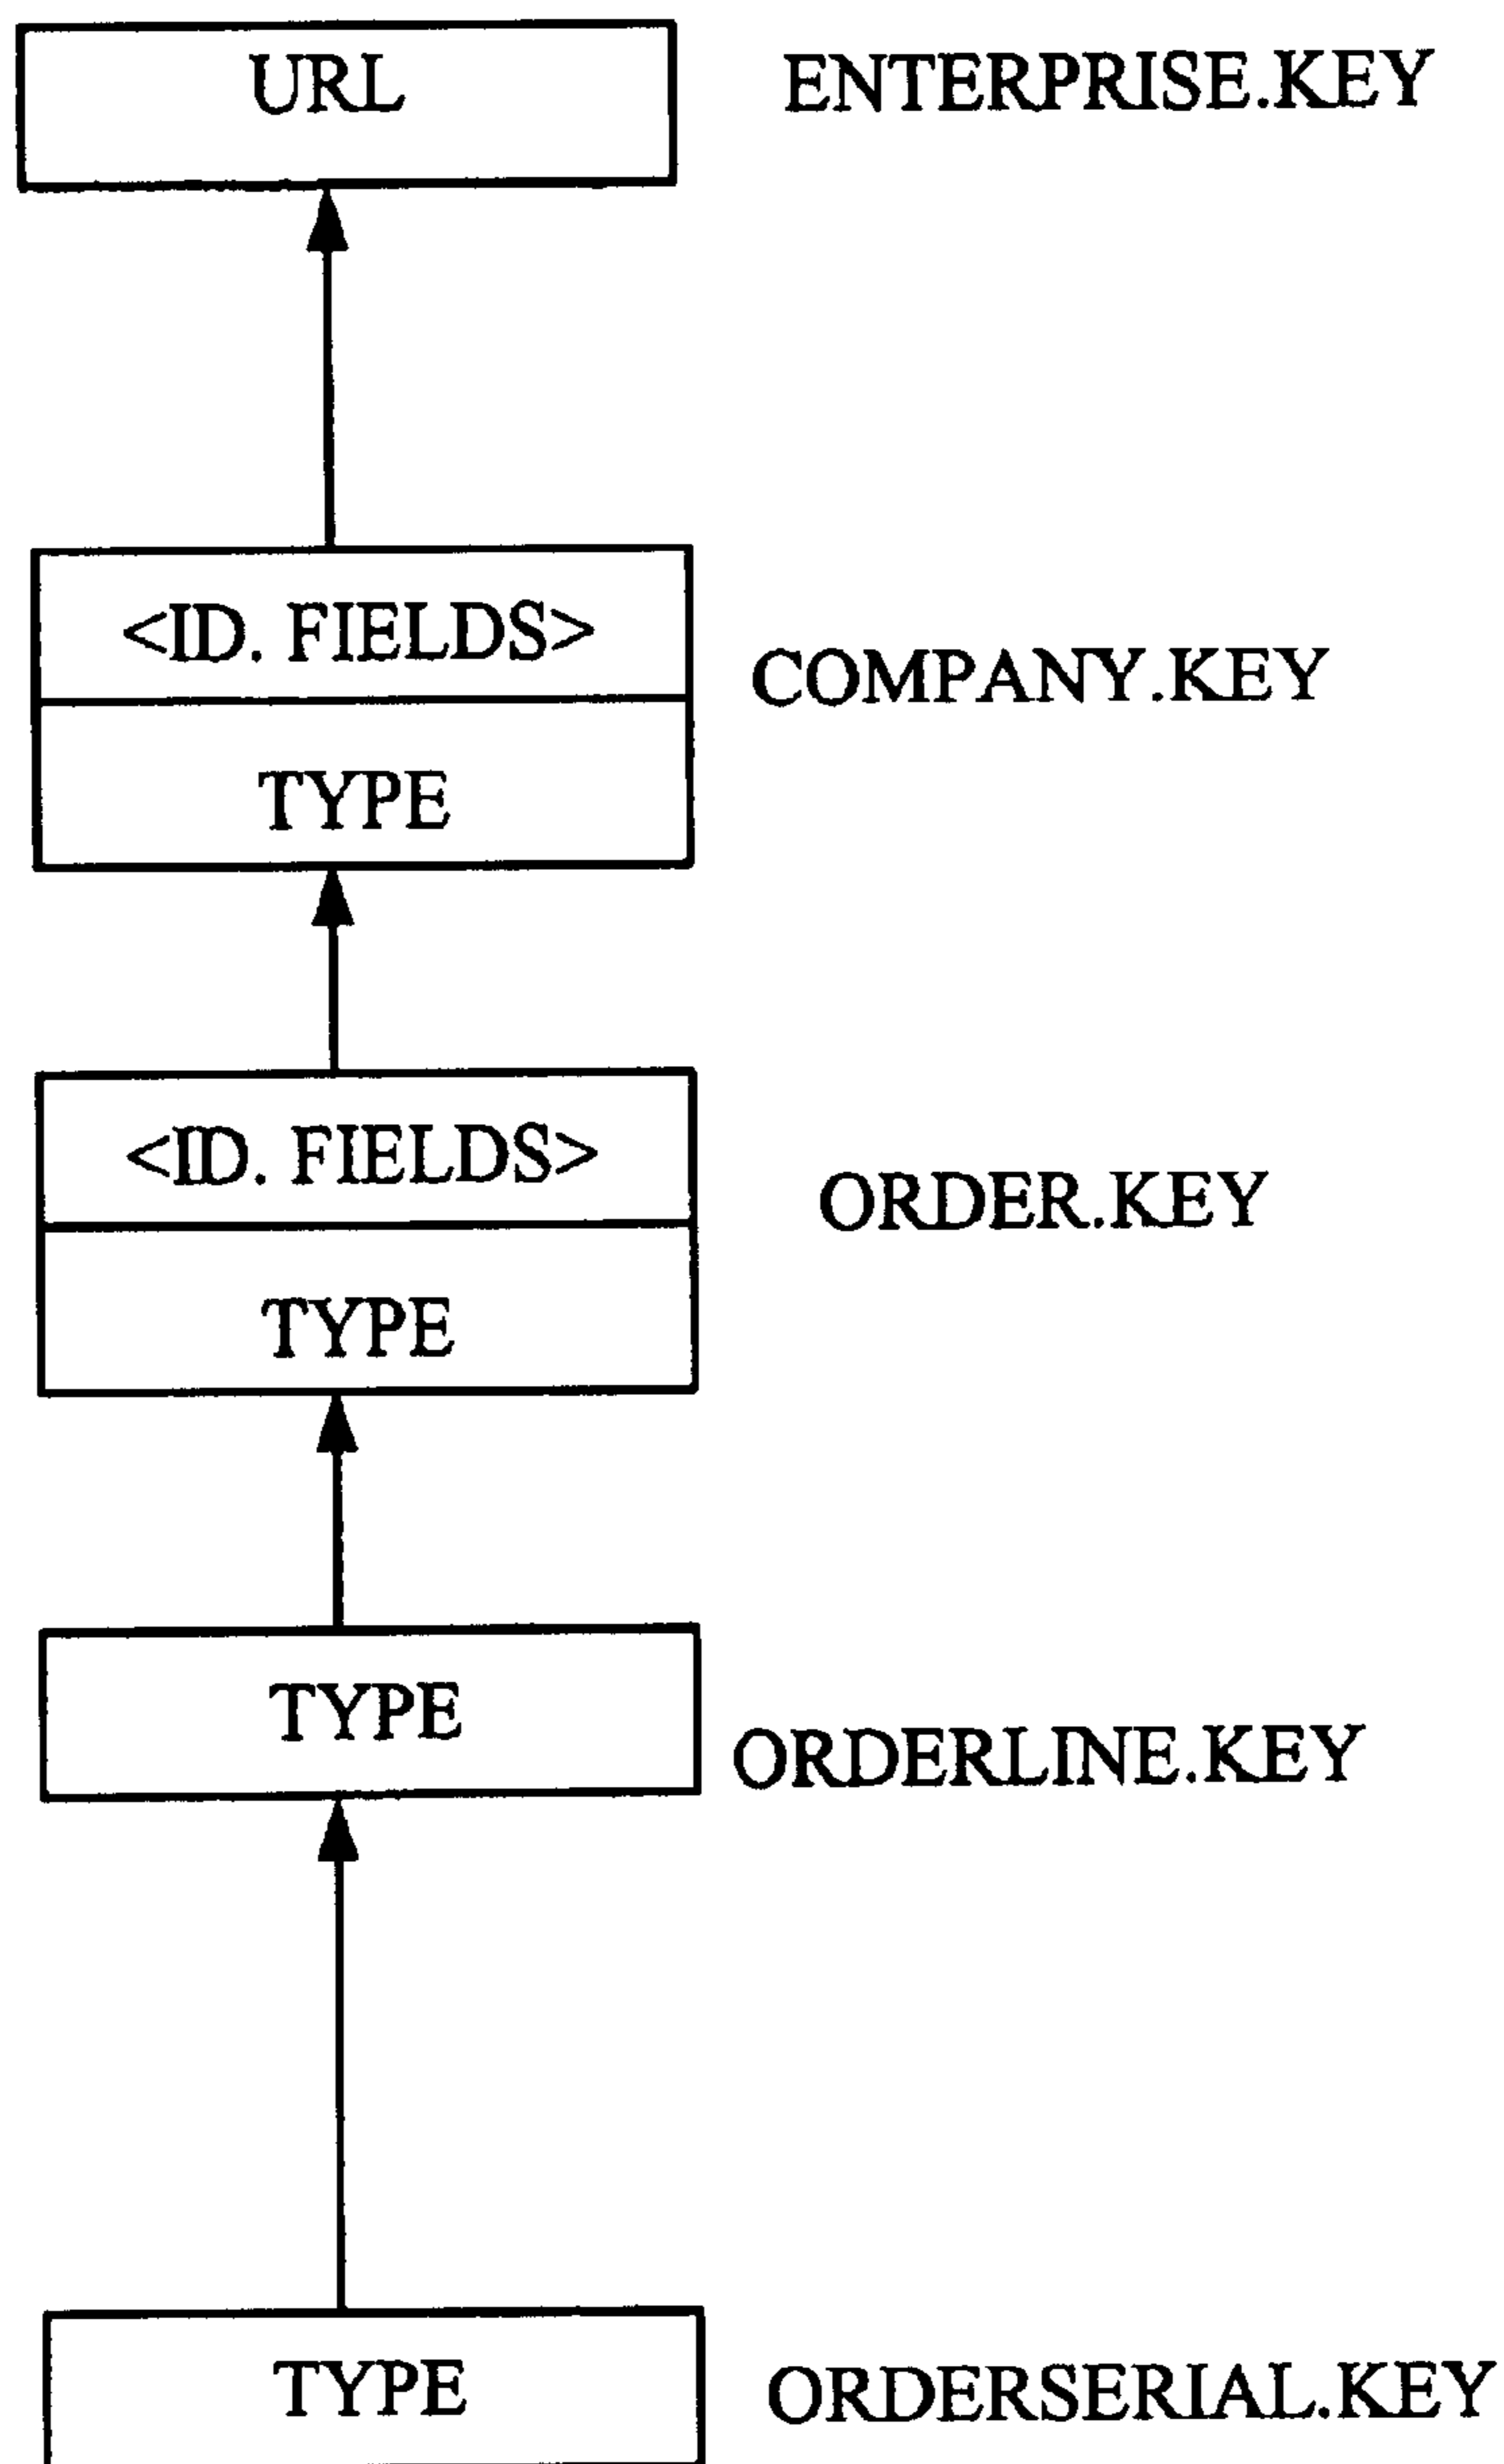 URL
ENTERPRISE.KEY
<ID. FIELDS>
COMPANY.KEY
TYPE
<ID. FIELDS>
ORDER.KEY
TYPE
TYPE
ORDERLINE.KEY
TYPE
ORDERSERIAL.KEY